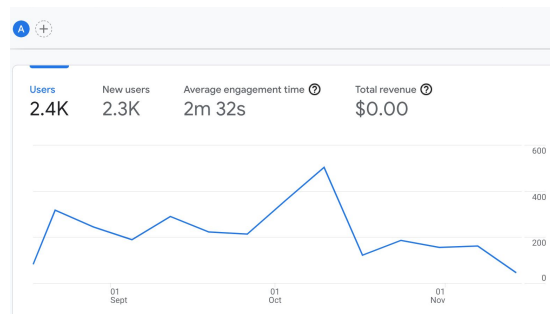 A +
Users New users Average engagement time ? Total revenue ?
2.4K 2.3K 2m 32s $0.00
600
400
200
0
01 01 01
Sept Oct Nov